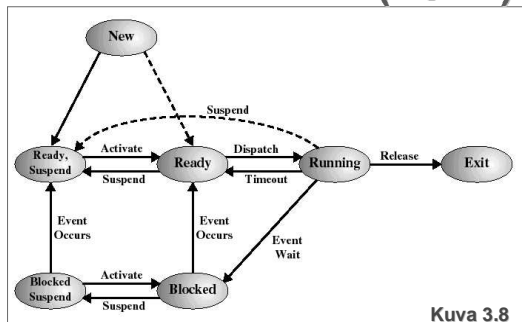 New
Suspend
Ready,
Suspend
Activate
Suspend
Ready
Dispatch
Timeout
Running
Release
Exit
Event
Occurs
Event
Occurs
Event
Wait
Blocked
Suspend
Activate
Suspend
Blocked
Kuva 3.8